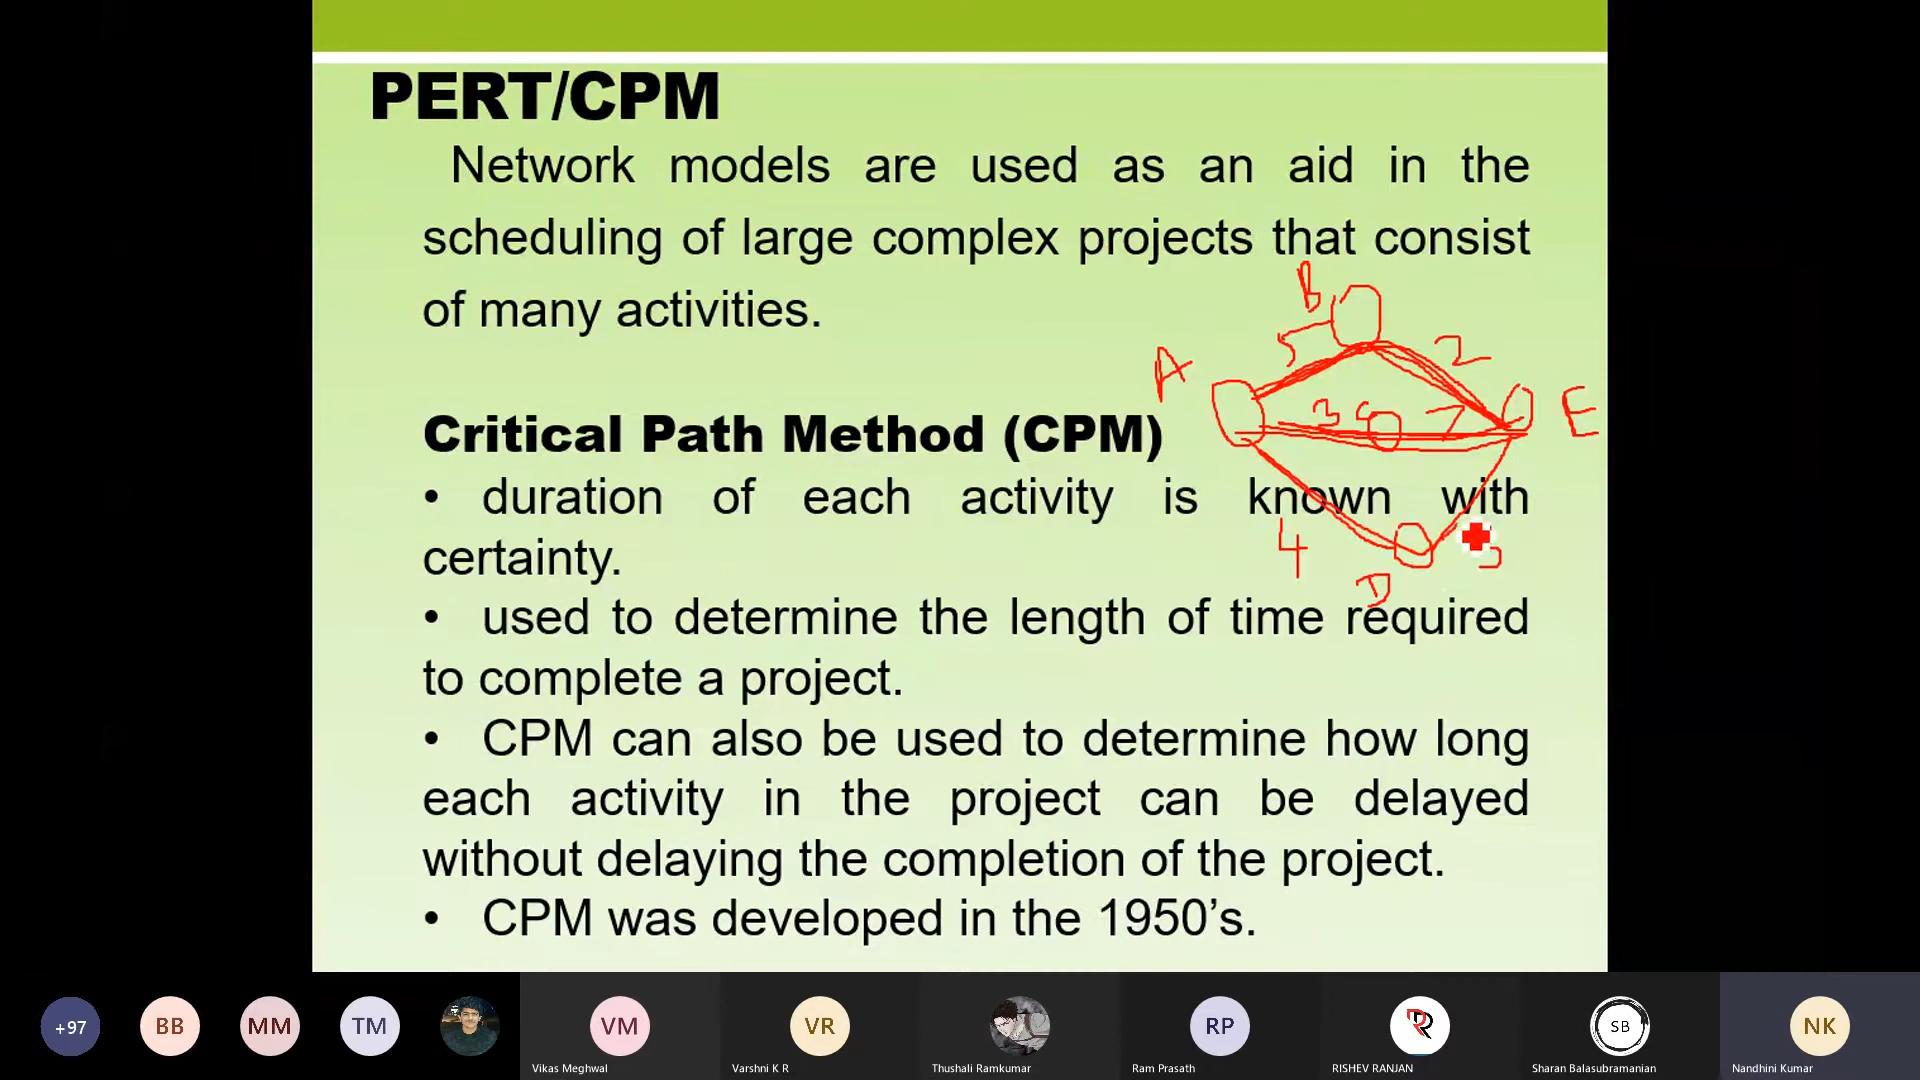 PERT/CPM
Network models are used as an aid in the
scheduling of large complex projects that consist
of many activities.
B
5
2
A
E
3
7
Critical Path Method (CPM)
• duration of each activity is known with
certainty.
4
D
• used to determine the length of time required
to complete a project.
• CPM can also be used to determine how long
each activity in the project can be delayed
without delaying the completion of the project.
• CPM was developed in the 1950’s.
+97
BB
MM
TM
VM
VR
RP
SB
NK
Vikas Meghwal
Varshni K R
Thushali Ramkumar
Ram Prasath
RISHEV RANJAN
Sharan Balasubramanian
Nandhini Kumar